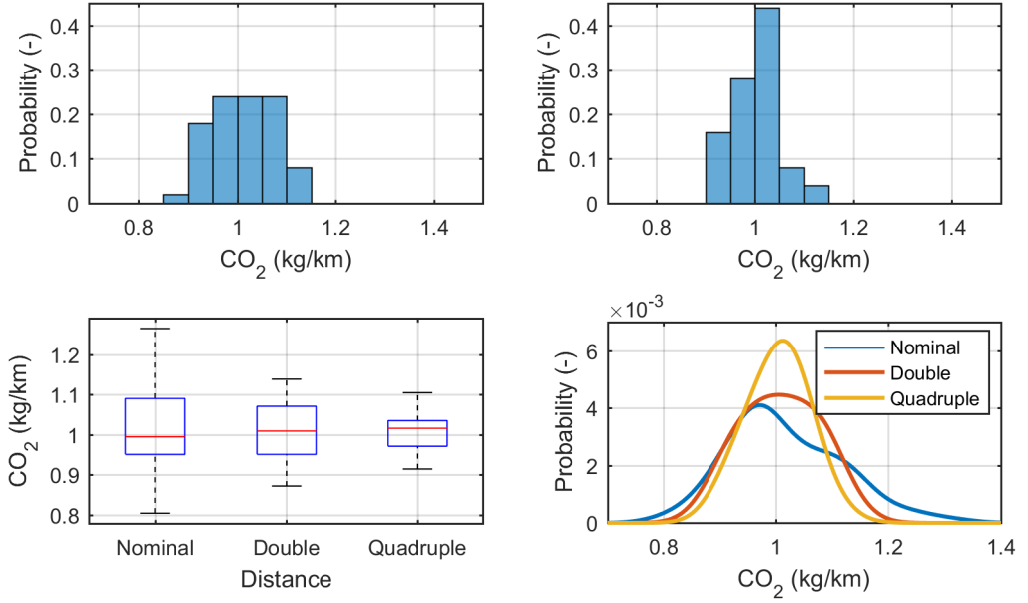 0.4
0.3
0.2
0.1
0
Probability (-)
0.8 1 1.2 1.4
CO2 (kg/km)
0.4
0.3
0.2
0.1
0
Probability (-)
0.8 1 1.2 1.4
CO2 (kg/km)
1.2
1.1
1
0.9
0.8
CO2 (kg/km)
Nominal Double Quadruple
Distance
×10-3
6
4
2
0
Probability (-)
Nominal
Double
Quadruple
0.8 1 1.2 1.4
CO2 (kg/km)